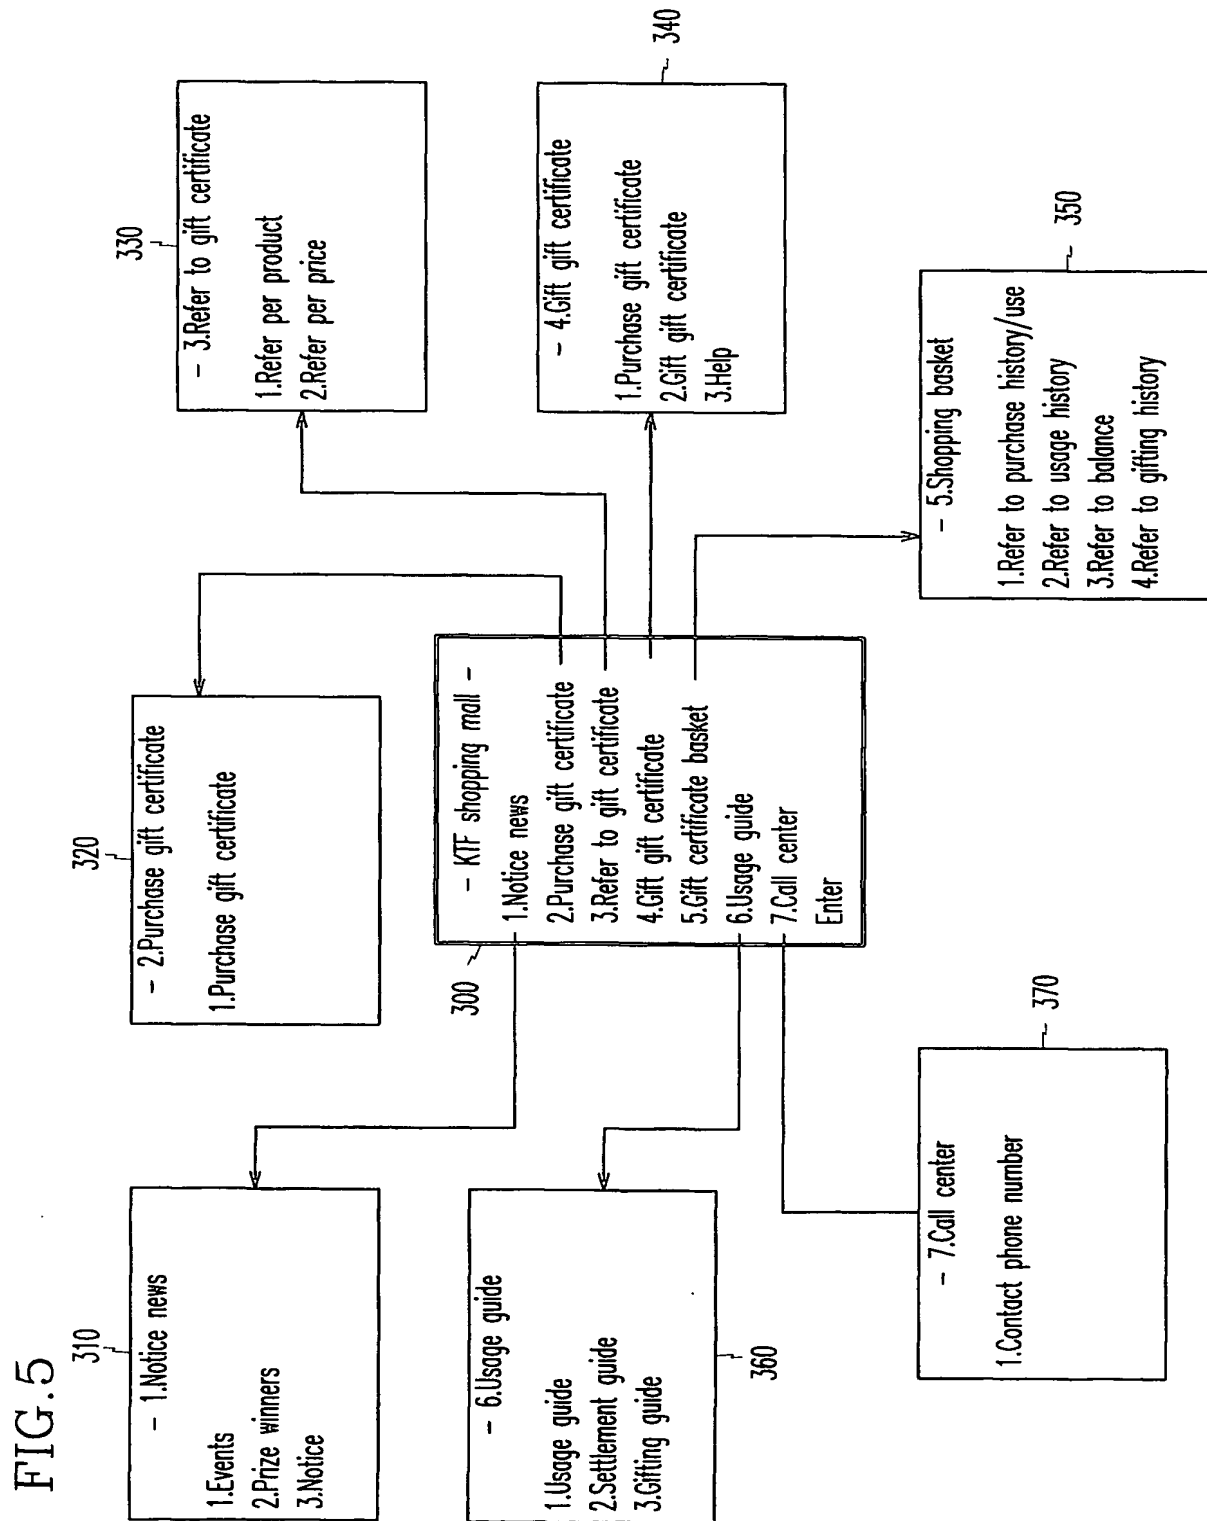 FIG.5
310
- 1.Notice news
1.Events
2.Prize winners
3.Notice
320
- 2.Purchase gift certificate
1.Purchase gift certificate
330
- 3.Refer to gift certificate
1.Refer per product
2.Refer per price
300
- KTF shopping mall -
1.Notice news
2.Purchase gift certificate
3.Refer to gift certificate
4.Gift gift certificate
5.Gift certificate basket
6.Usage guide
7.Call center
Enter
340
- 4.Gift gift certificate
1.Purchase gift certificate
2.Gift gift certificate
3.Help
360
- 6.Usage guide
1.Usage guide
2.Settlement guide
3.Gifting guide
370
- 7.Call center
1.Contact phone number
350
- 5.Shopping basket
1.Refer to purchase history/use
2.Refer to usage history
3.Refer to balance
4.Refer to gifting history